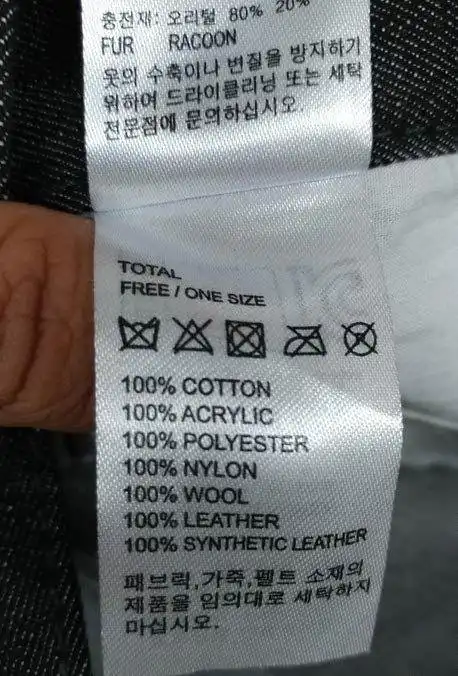 충전재: 오리털 80% 20%
FUR RACOON
옷의 수축이나 변질을 방지하기
위하여 드라이클리닝 또는 세탁
전문점에 문의하십시오.
TOTAL
FREE / ONE SIZE
100% COTTON
100% ACRYLIC
100% POLYESTER
100% NYLON
100% WOOL
100% LEATHER
100% SYNTHETIC LEATHER
패브릭,가죽,펠트 소재의
제품을 임의대로 세탁하지
마십시오.